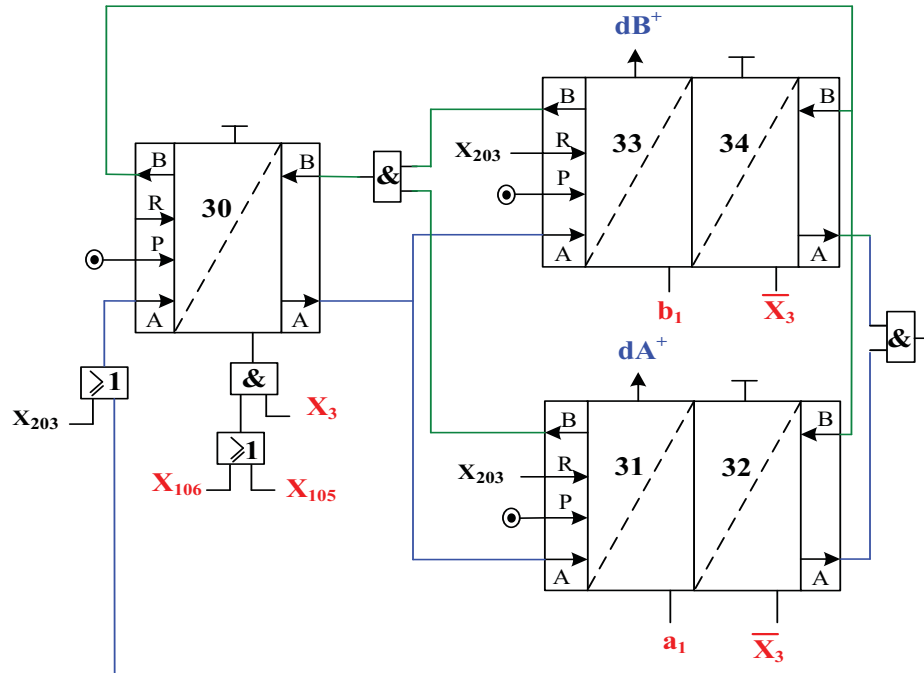 dB⁺
B
R
P
A
33
34
B
A
X₂₀₃
b₁
X̅₃
B
R
P
A
30
B
A
&
&
X₃
≥1
X₁₀₆
X₁₀₅
≥1
X₂₀₃
&
dA⁺
B
R
P
A
31
32
B
A
X₂₀₃
a₁
X̅₃